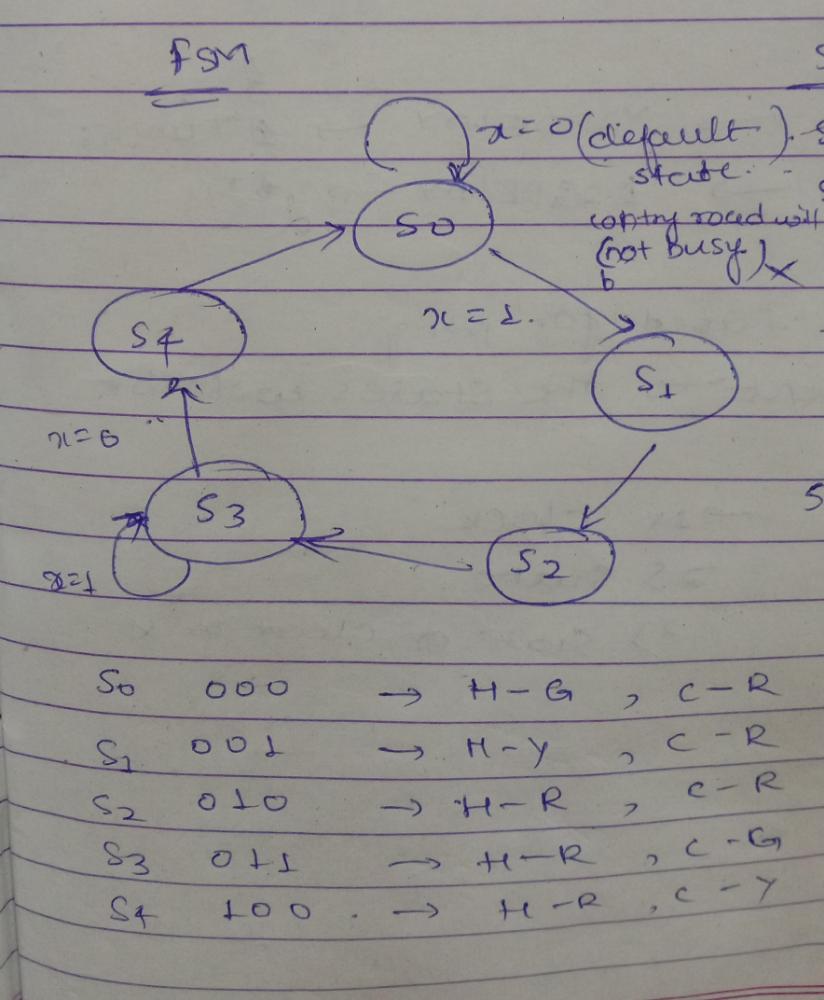 FSM
x=0 (default).
state.
contry road will
(not busy) x
b
S0
x=1.
S4
S1
x=0
S3
S2
x=1
S0 000 → H-G, C-R
S1 001 → H-Y, C-R
S2 010 → H-R, C-R
S3 011 → H-R, C-G
S4 100. → H-R, C-Y